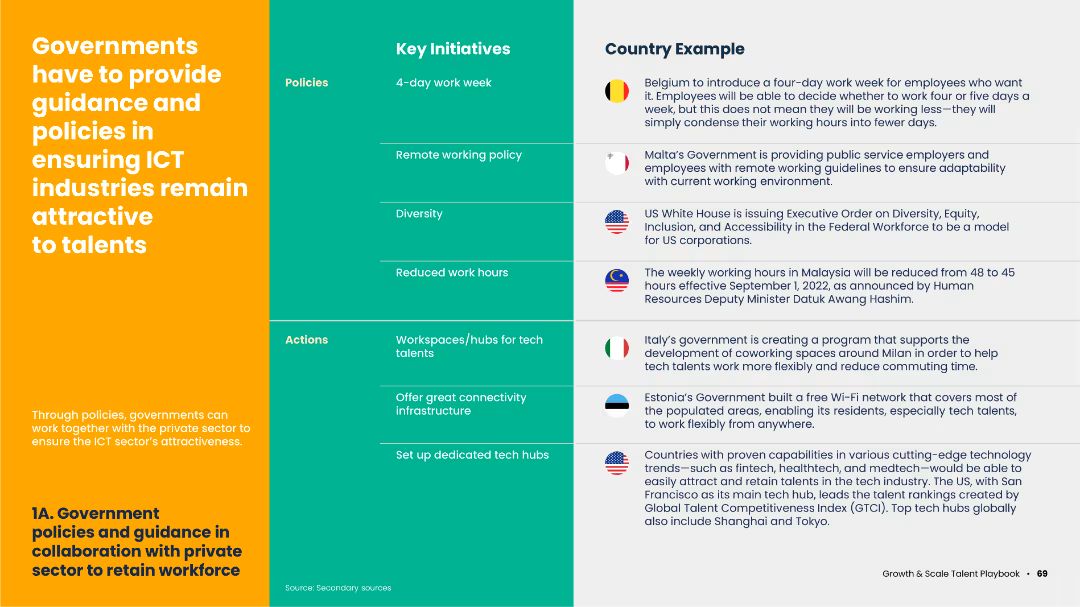 Governments
have to provide
guidance and
policies in
ensuring ICT
industries remain
attractive
to talents
Through policies, governments can
work together with the private sector to
ensure the ICT sector's attractiveness.
1A. Government
policies and guidance in
collaboration with private
sector to retain workforce
Key Initiatives
Country Example
Policies
4-day work week
Belgium to introduce a four-day work week for employees who want
it. Employees will be able to decide whether to work four or five days a
week, but this does not mean they will be working less—they will
simply condense their working hours into fewer days.
Remote working policy
Malta's Government is providing public service employers and
employees with remote working guidelines to ensure adaptability
with current working environment.
Diversity
US White House is issuing Executive Order on Diversity, Equity,
Inclusion, and Accessibility in the Federal Workforce to be a model
for US corporations.
Reduced work hours
The weekly working hours in Malaysia will be reduced from 48 to 45
hours effective September 1, 2022, as announced by Human
Resources Deputy Minister Datuk Awang Hashim.
Actions
Workspaces/hubs for tech
talents
Italy's government is creating a program that supports the
development of coworking spaces around Milan in order to help
tech talents work more flexibly and reduce commuting time.
Offer great connectivity
infrastructure
Estonia's Government built a free Wi-Fi network that covers most of
the populated areas, enabling its residents, especially tech talents,
to work flexibly from anywhere.
Set up dedicated tech hubs
Countries with proven capabilities in various cutting-edge technology
trends—such as fintech, healthtech, and medtech—would be able to
easily attract and retain talents in the tech industry. The US, with San
Francisco as its main tech hub, leads the talent rankings created by
Global Talent Competitiveness Index (GTCI). Top tech hubs globally
also include Shanghai and Tokyo.
Source: Secondary sources
Growth & Scale Talent Playbook • 69